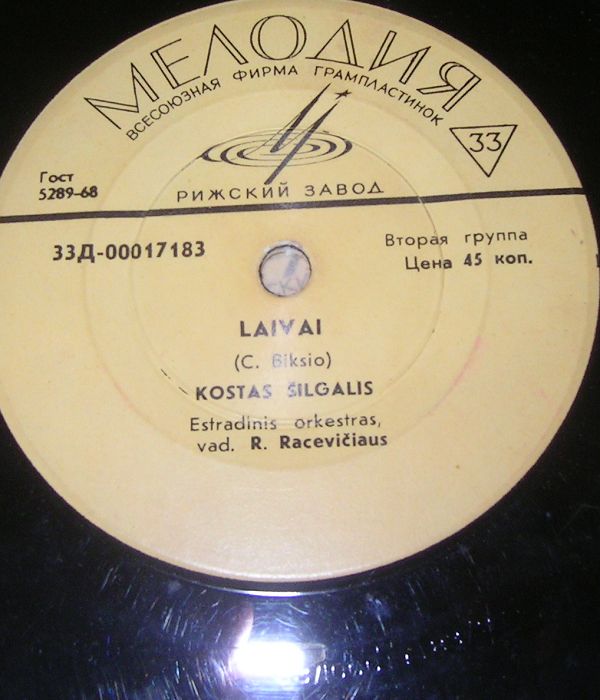 МЕЛОДИЯ
ВСЕСОЮЗНАЯ ФИРМА ГРАМПЛАСТИНОК
33
Гост
5289-68
РИЖСКИЙ ЗАВОД
33Д-00017183
Вторая группа
Цена 45 коп.
LAIVAI
(C. Biksio)
KOSTAS ŠILGALIS
Estradinis orkestras,
vad. R. Racevičiaus